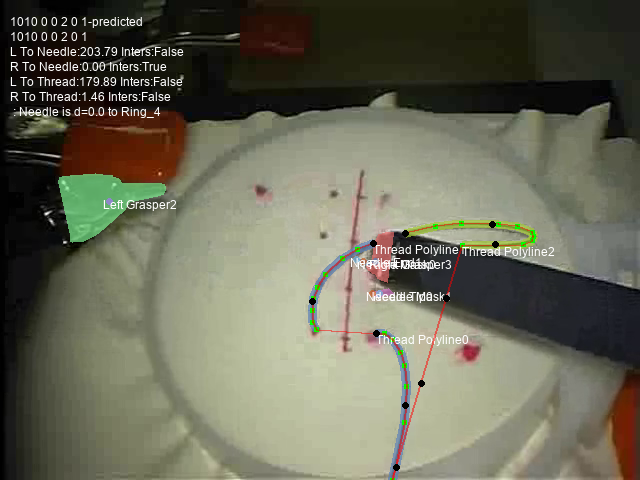 1010 0 0 2 0 1-predicted
1010 0 0 2 0 1
L To Needle:203.79 Inters:False
R To Needle:0.00 Inters:True
L To Thread:179.89 Inters:False
R To Thread:1.46 Inters:False
: Needle is d=0.0 to Ring_4
Left Grasper2
Thread Polyline
Thread Polyline2
Thread Polyline0